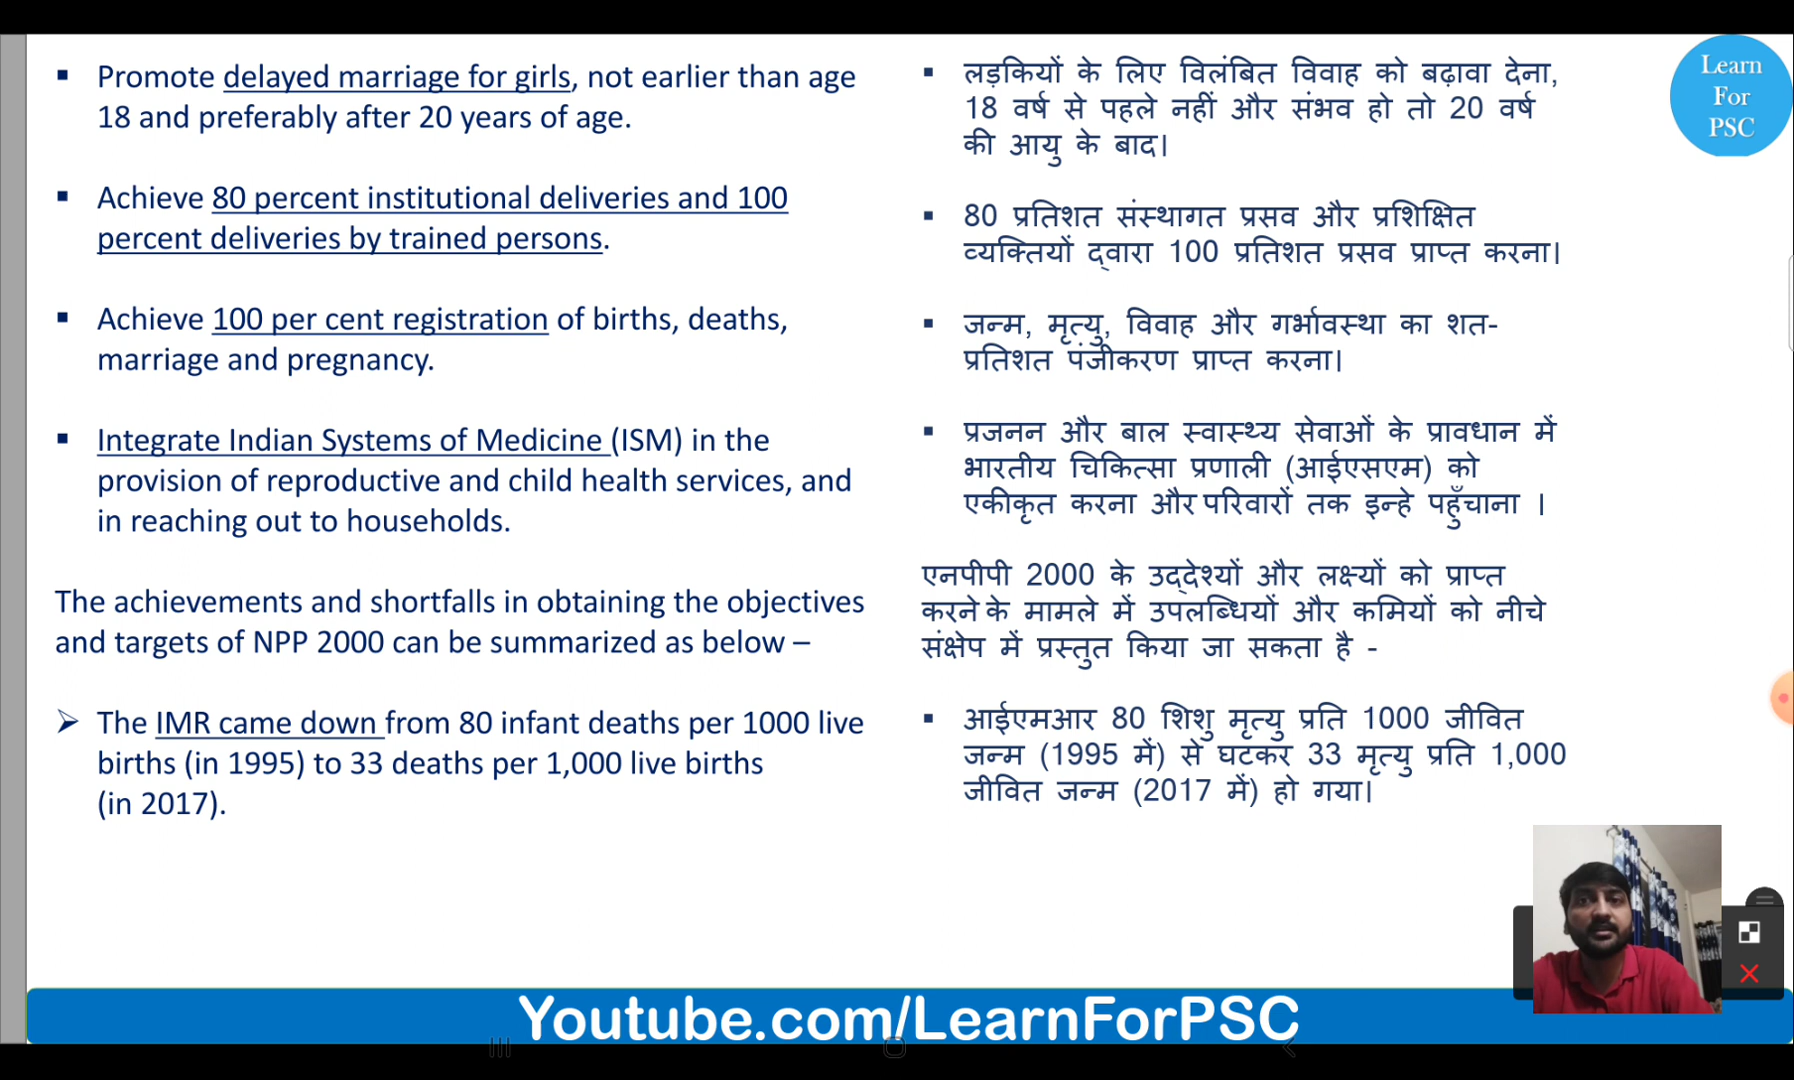 Promote delayed marriage for girls, not earlier than age
18 and preferably after 20 years of age.
Achieve 80 percent institutional deliveries and 100
percent deliveries by trained persons.
Achieve 100 per cent registration of births, deaths,
marriage and pregnancy.
Integrate Indian Systems of Medicine (ISM) in the
provision of reproductive and child health services, and
in reaching out to households.
The achievements and shortfalls in obtaining the objectives
and targets of NPP 2000 can be summarized as below –
The IMR came down from 80 infant deaths per 1000 live
births (in 1995) to 33 deaths per 1,000 live births
(in 2017).
लड़कियों के लिए विलंबित विवाह को बढ़ावा देना,
18 वर्ष से पहले नहीं और संभव हो तो 20 वर्ष
की आयु के बाद।
80 प्रतिशत संस्थागत प्रसव और प्रशिक्षित
व्यक्तियों द्वारा 100 प्रतिशत प्रसव प्राप्त करना।
जन्म, मृत्यु, विवाह और गर्भावस्था का शत-
प्रतिशत पंजीकरण प्राप्त करना।
प्रजनन और बाल स्वास्थ्य सेवाओं के प्रावधान में
भारतीय चिकित्सा प्रणाली (आईएसएम) को
एकीकृत करना और परिवारों तक इन्हे पहुँचाना ।
एनपीपी 2000 के उद्देश्यों और लक्ष्यों को प्राप्त
करने के मामले में उपलब्धियों और कमियों को नीचे
संक्षेप में प्रस्तुत किया जा सकता है -
आईएमआर 80 शिशु मृत्यु प्रति 1000 जीवित
जन्म (1995 में) से घटकर 33 मृत्यु प्रति 1,000
जीवित जन्म (2017 में) हो गया।
Learn
For
PSC
Youtube.com/LearnForPSC